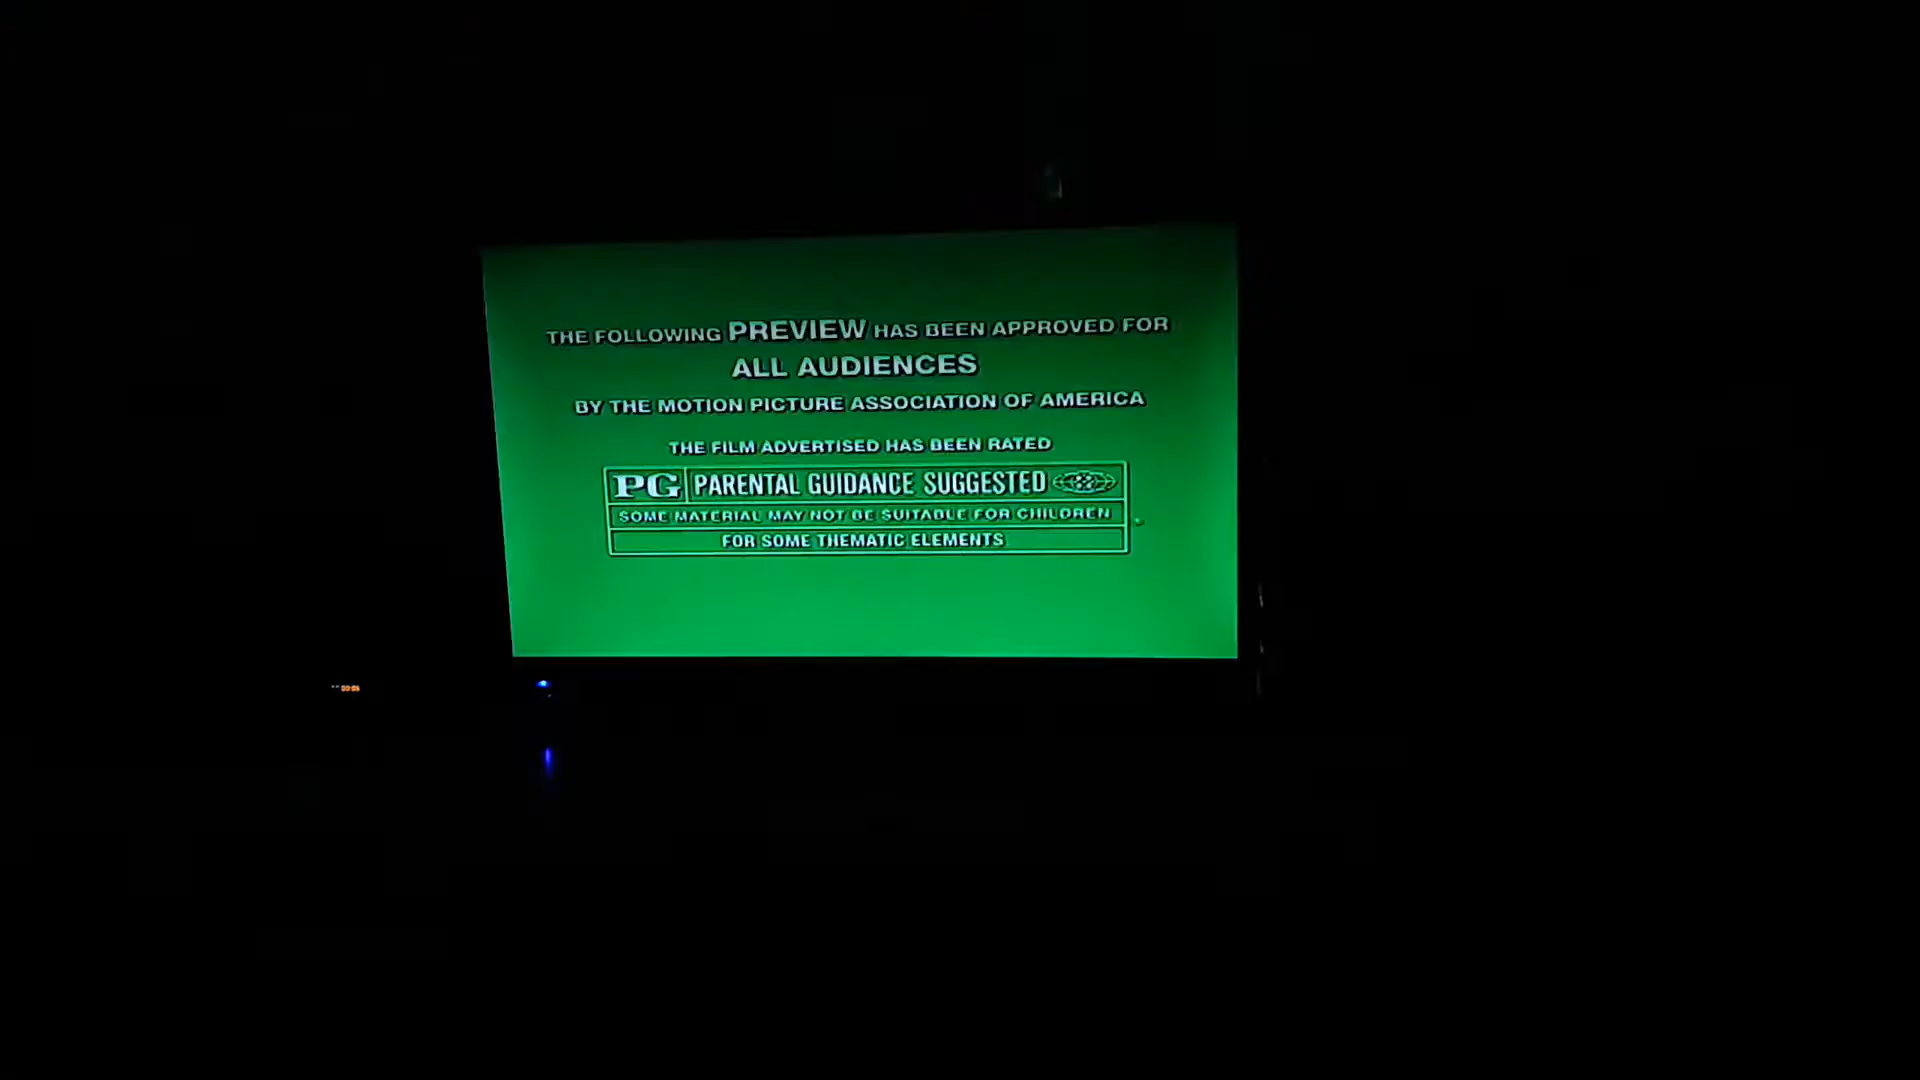 THE FOLLOWING PREVIEW HAS BEEN APPROVED FOR
ALL AUDIENCES
BY THE MOTION PICTURE ASSOCIATION OF AMERICA
THE FILM ADVERTISED HAS BEEN RATED
PG PARENTAL GUIDANCE SUGGESTED
SOME MATERIAL MAY NOT BE SUITABLE FOR CHILDREN
FOR SOME THEMATIC ELEMENTS